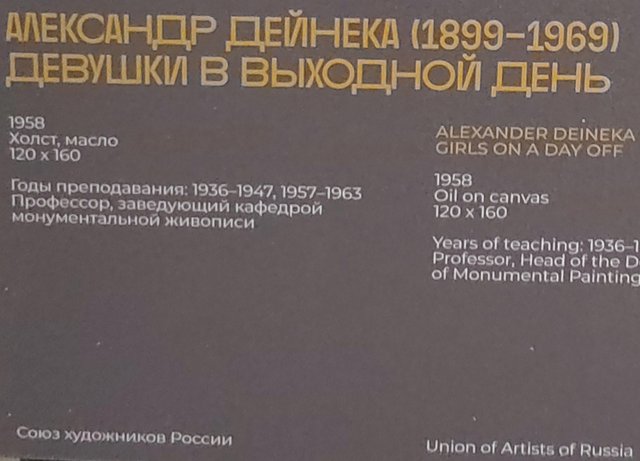 АЛЕКСАНДР ДЕЙНЕКА (1899–1969)
ДЕВУШКИ В ВЫХОДНОЙ ДЕНЬ
1958
Холст, масло
120 x 160
Годы преподавания: 1936–1947, 1957–1963
Профессор, заведующий кафедрой
монументальной живописи
Союз художников России
ALEXANDER DEINEKA
GIRLS ON A DAY OFF
1958
Oil on canvas
120 x 160
Years of teaching: 1936–1
Professor, Head of the D
of Monumental Painting
Union of Artists of Russia